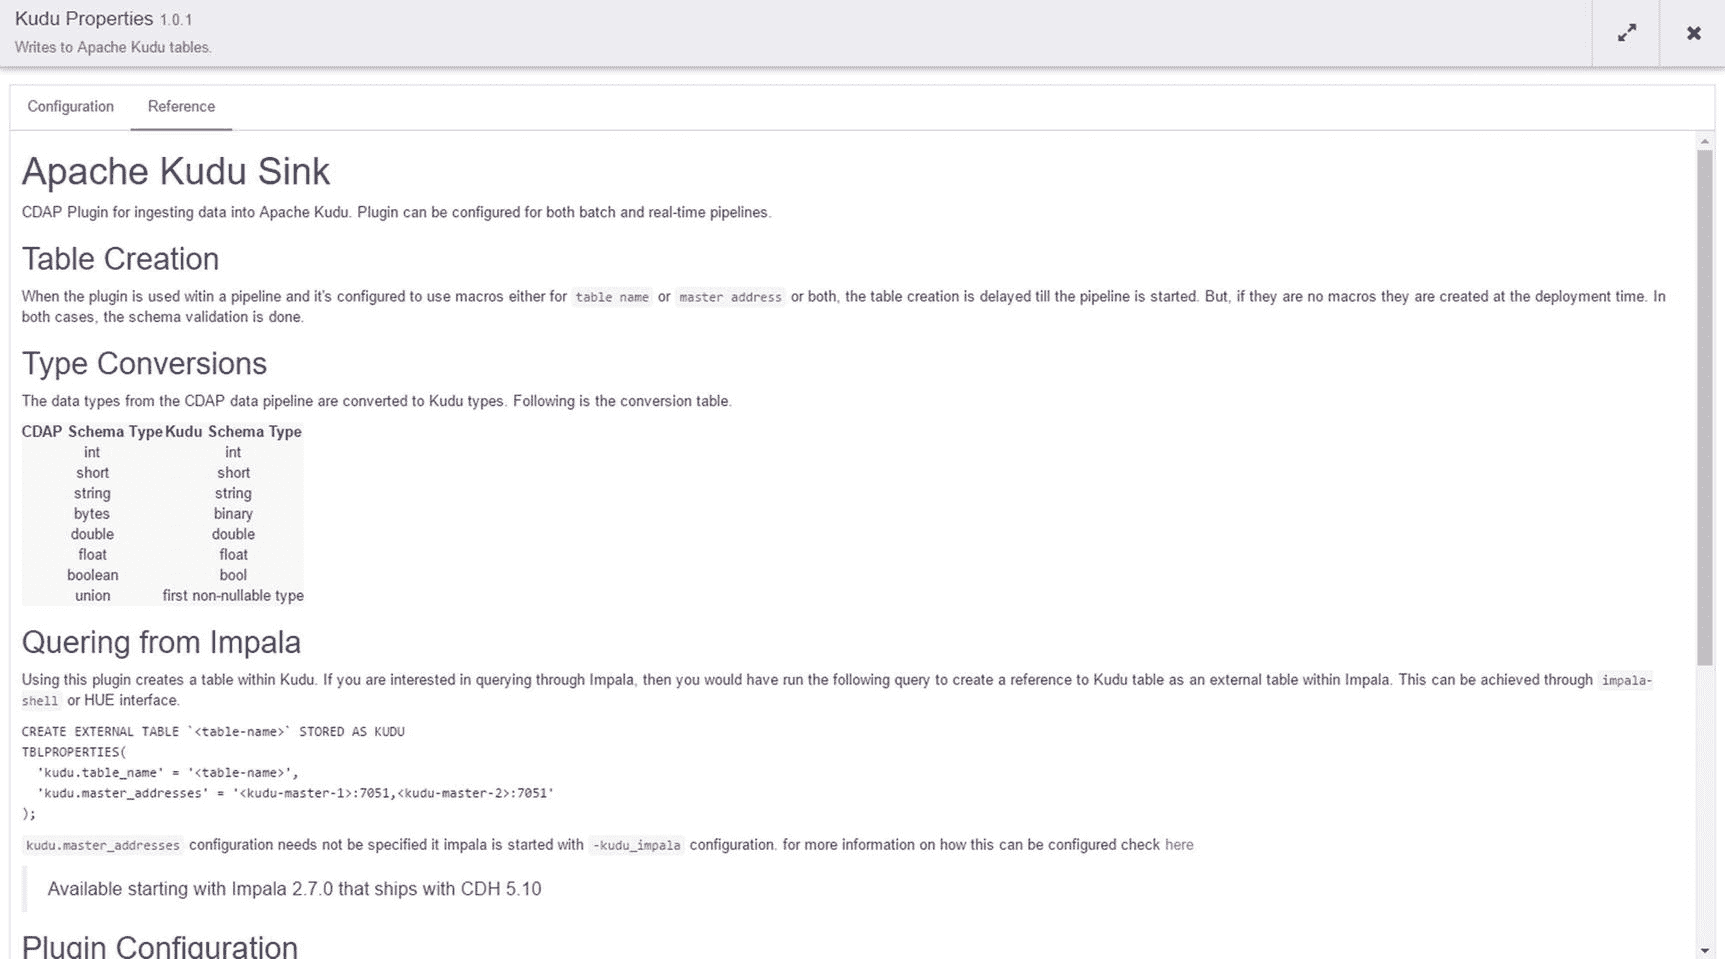 Kudu Properties 1.0.1
Writes to Apache Kudu tables.
Configuration Reference
Apache Kudu Sink
CDAP Plugin for ingesting data into Apache Kudu. Plugin can be configured for both batch and real-time pipelines.
Table Creation
When the plugin is used witin a pipeline and it's configured to use macros either for table name or master address or both, the table creation is delayed till the pipeline is started. But, if they are no macros they are created at the deployment time. In
both cases, the schema validation is done.
Type Conversions
The data types from the CDAP data pipeline are converted to Kudu types. Following is the conversion table.
CDAP Schema Type Kudu Schema Type
int int
short short
string string
bytes binary
double double
float float
boolean bool
union first non-nullable type
Quering from Impala
Using this plugin creates a table within Kudu. If you are interested in querying through Impala, then you would have run the following query to create a reference to Kudu table as an external table within Impala. This can be achieved through impala-
shell or HUE interface.
CREATE EXTERNAL TABLE `<table-name>` STORED AS KUDU
TBLPROPERTIES(
'kudu.table_name' = '<table-name>',
'kudu.master_addresses' = '<kudu-master-1>:7051,<kudu-master-2>:7051'
);
kudu.master_addresses configuration needs not be specified it impala is started with -kudu_impala configuration. for more information on how this can be configured check here
Available starting with Impala 2.7.0 that ships with CDH 5.10
Plugin Configuration